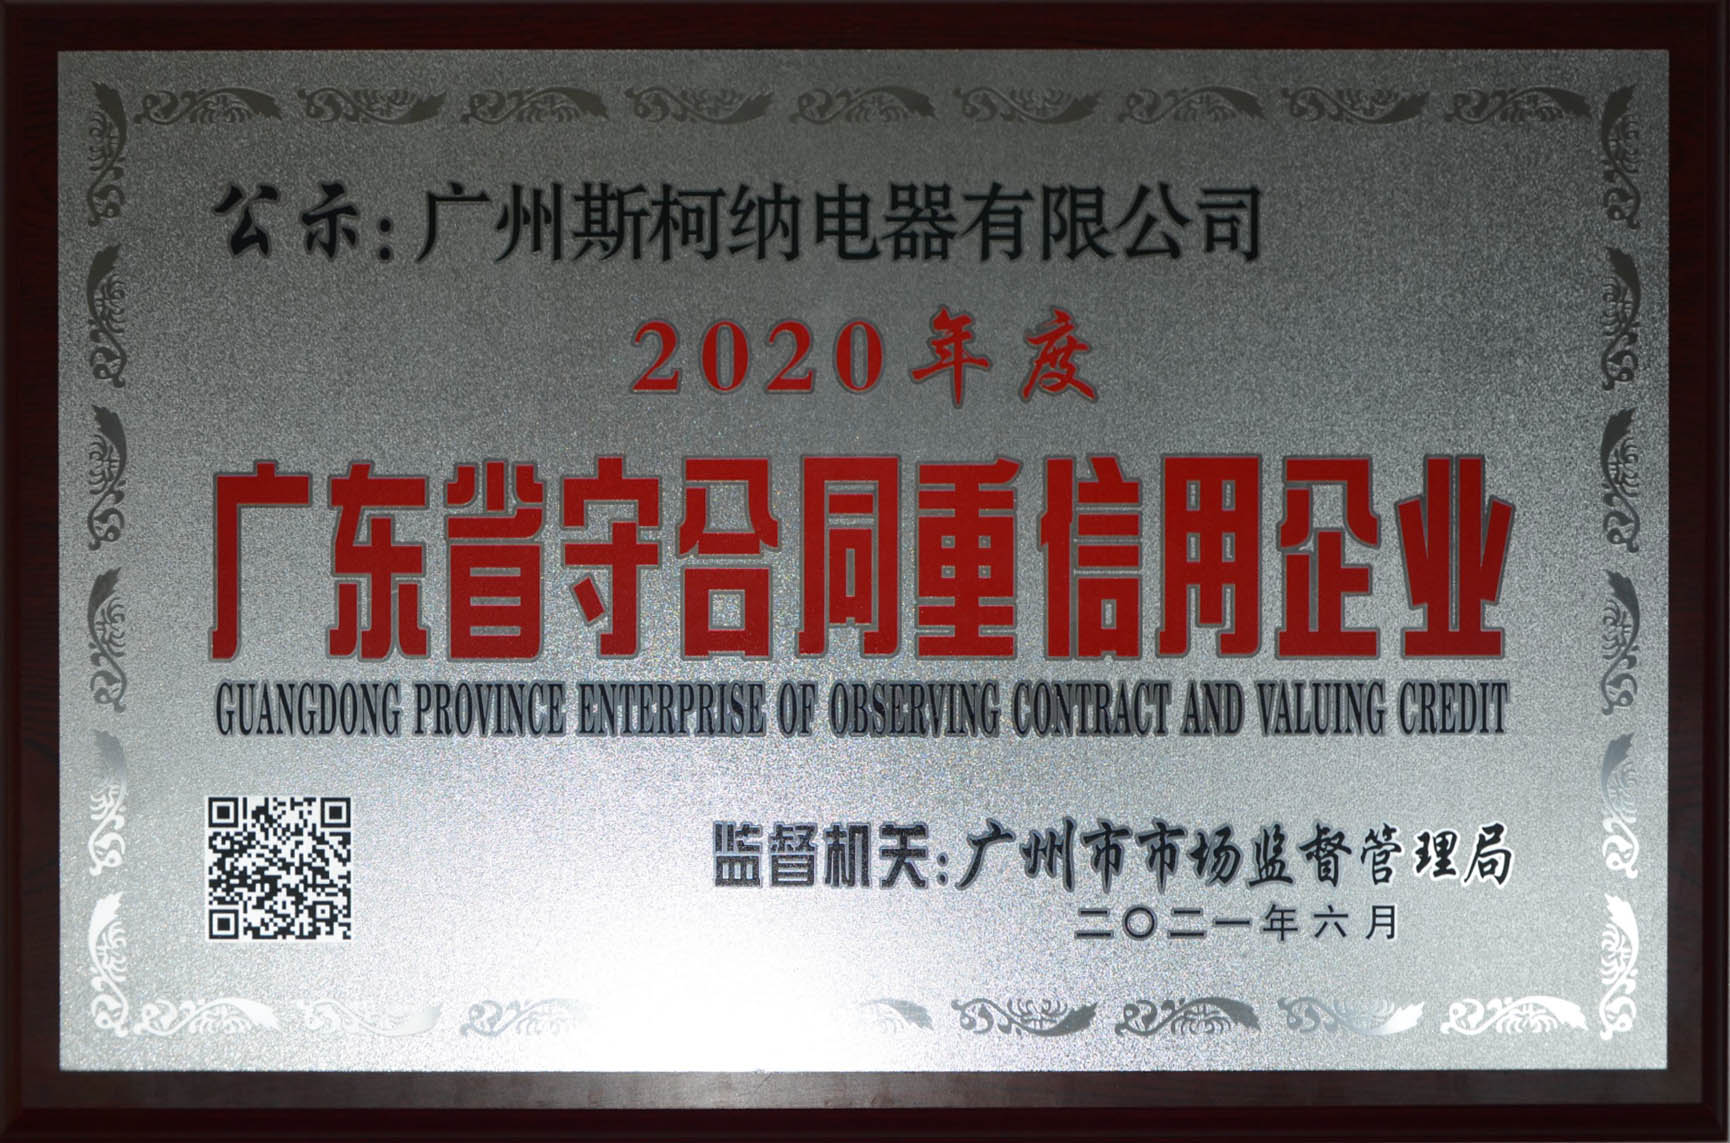 公示:广州斯柯纳电器有限公司
2020年度
广东省守合同重信用企业
GUANGDONG PROVINCE ENTERPRISE OF OBSERVING CONTRACT AND VALUING CREDIT
监督机关:广州市市场监督管理局
二〇二一年六月